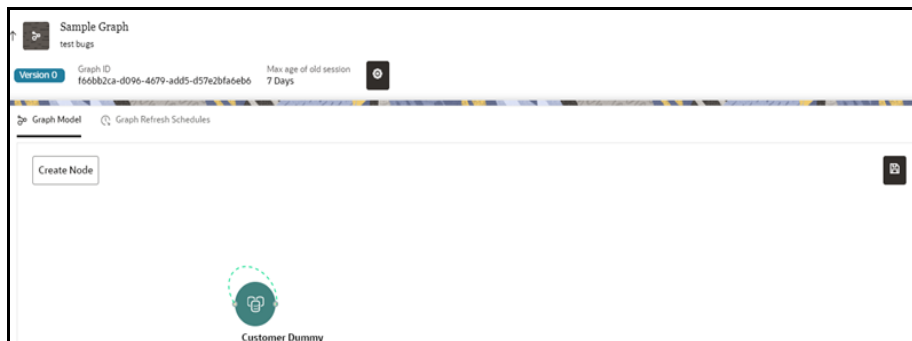 Sample Graph
test bugs
Version 0
Graph ID
f66bb2ca-d096-4679-add5-d57e2bfa6eb6
Max age of old session
7 Days
Graph Model
Graph Refresh Schedules
Create Node
Customer Dummy